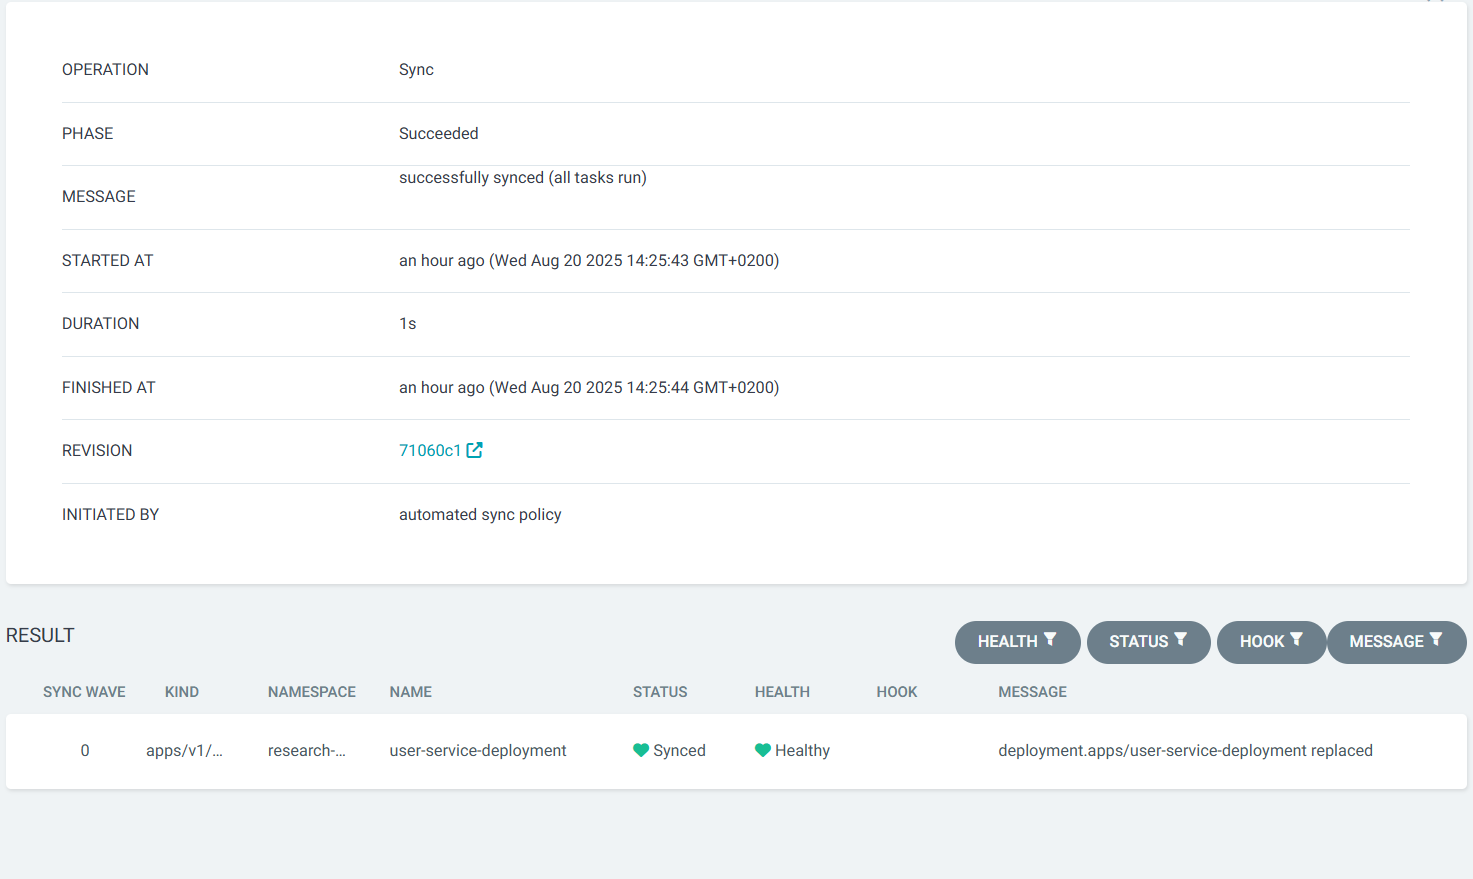 OPERATION Sync
PHASE Succeeded
MESSAGE successfully synced (all tasks run)
STARTED AT an hour ago (Wed Aug 20 2025 14:25:43 GMT+0200)
DURATION 1s
FINISHED AT an hour ago (Wed Aug 20 2025 14:25:44 GMT+0200)
REVISION 71060c1
INITIATED BY automated sync policy
RESULT HEALTH STATUS HOOK MESSAGE
SYNC WAVE KIND NAMESPACE NAME STATUS HEALTH HOOK MESSAGE
0 apps/v1/... research-... user-service-deployment Synced Healthy deployment.apps/user-service-deployment replaced